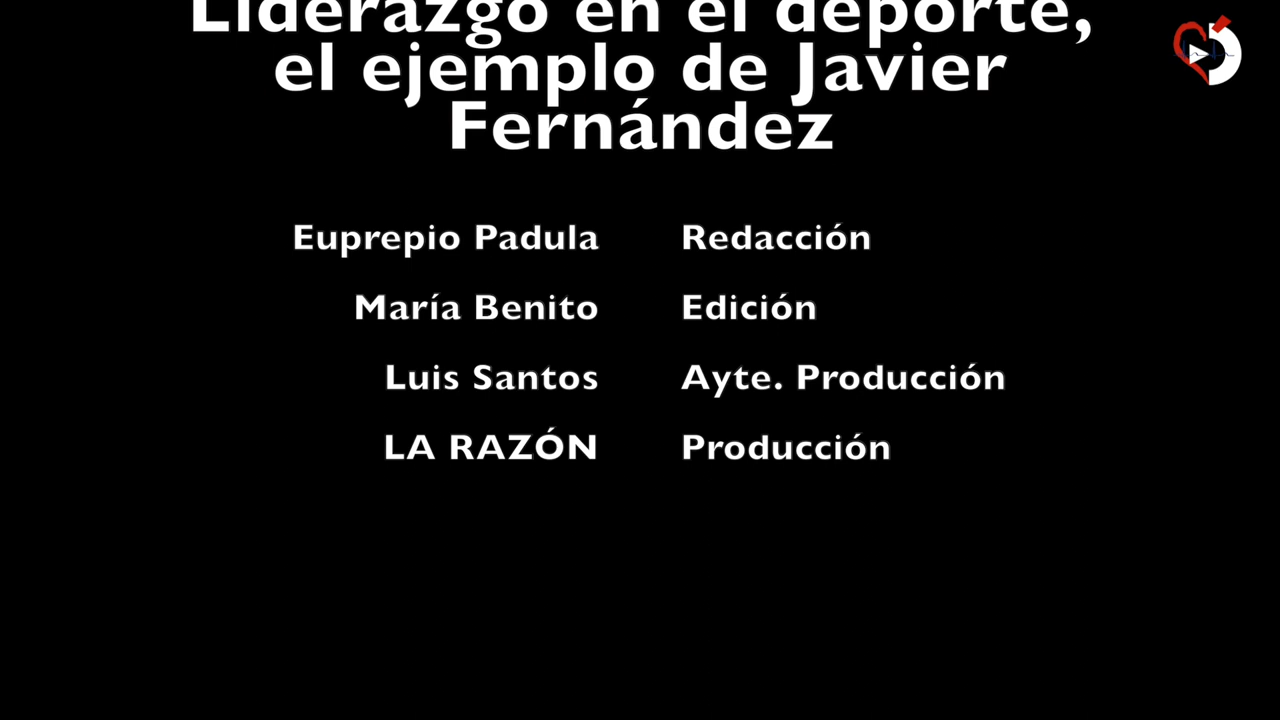 Liderazgo en el deporte,
el ejemplo de Javier
Fernández
Euprepio Padula Redacción
María Benito Edición
Luis Santos Ayte. Producción
LA RAZÓN Producción